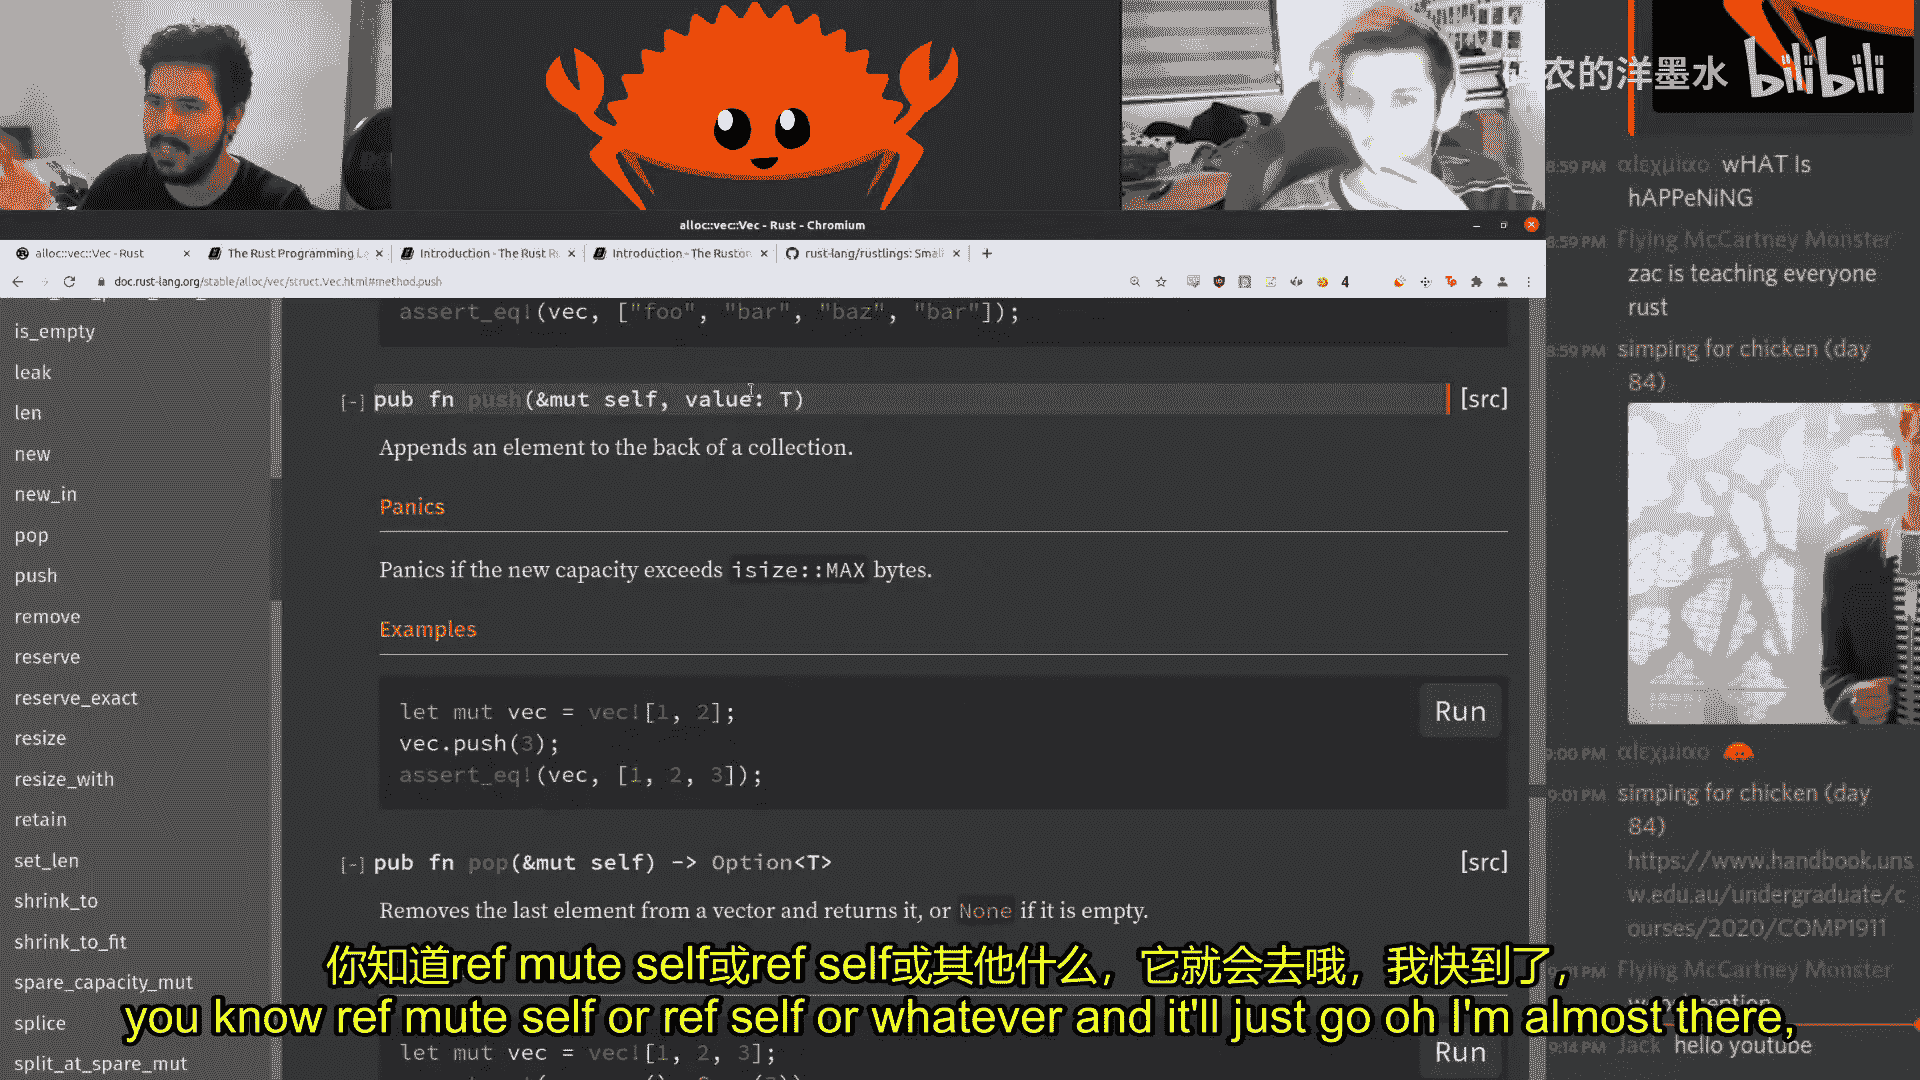 农的洋墨水
bilibili
alloc::vec::Vec - Rust - Chromium
alloc::vec::Vec - Rust
The Rust Programming La
Introduction - The Rust R
Introduction - The Ruston
rust-lang/rustlings: Small
doc.rust-lang.org/stable/alloc/vec/struct.Vec.html#method.push
4
is_empty
leak
len
new
new_in
pop
push
remove
reserve
reserve_exact
resize
resize_with
retain
set_len
shrink_to
shrink_to_fit
spare_capacity_mut
splice
split_at_spare_mut
assert_eq!(vec, ["foo", "bar", "baz", "bar"]);
[-] pub fn push(&mut self, value: T) [src]
Appends an element to the back of a collection.
Panics
Panics if the new capacity exceeds isize::MAX bytes.
Examples
let mut vec = vec![1, 2];
vec.push(3);
assert_eq!(vec, [1, 2, 3]);
Run
[-] pub fn pop(&mut self) -> Option<T> [src]
Removes the last element from a vector and returns it, or None if it is empty.
let mut vec = vec![1, 2, 3];
Run
8:59 PM αlεχμιασ wHAT Is
hAPPeNiNG
8:59 PM Flying McCartney Monster
zac is teaching everyone
rust
8:59 PM simping for chicken (day
84)
9:00 PM αlεχμιασ
9:01 PM simping for chicken (day
84)
https://www.handbook.uns
w.edu.au/undergraduate/c
ourses/2020/COMP1911
PM Flying McCartney Monster
9:14 PM Jack hello youtube
你知道ref mute self或ref self或其他什么，它就会去哦，我快到了，
you know ref mute self or ref self or whatever and it'll just go oh I'm almost there,